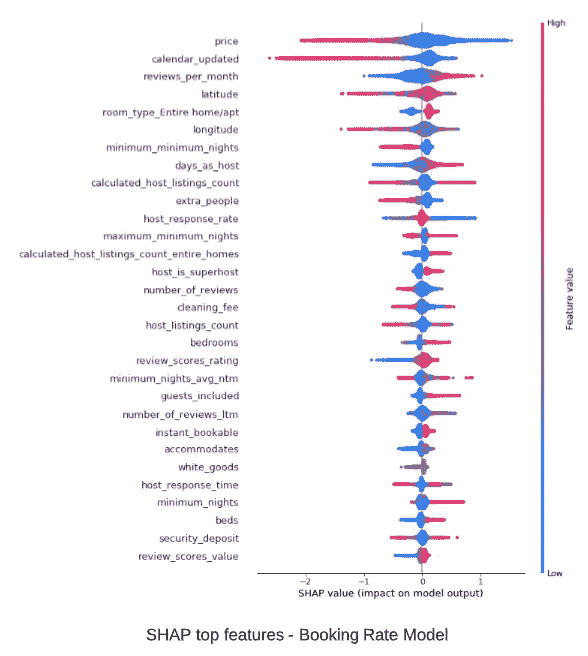 High
price
calendar_updated
reviews_per_month
latitude
room_type_Entire home/apt
longitude
minimum_minimum_nights
days_as_host
calculated_host_listings_count
extra_people
host_response_rate
maximum_minimum_nights
calculated_host_listings_count_entire_homes
host_is_superhost
number_of_reviews
cleaning_fee
host_listings_count
bedrooms
review_scores_rating
minimum_nights_avg_ntm
guests_included
number_of_reviews_ltm
instant_bookable
accommodates
white_goods
host_response_time
minimum_nights
beds
security_deposit
review_scores_value
Feature value
Low
−2 −1 0 1
SHAP value (impact on model output)
SHAP top features - Booking Rate Model